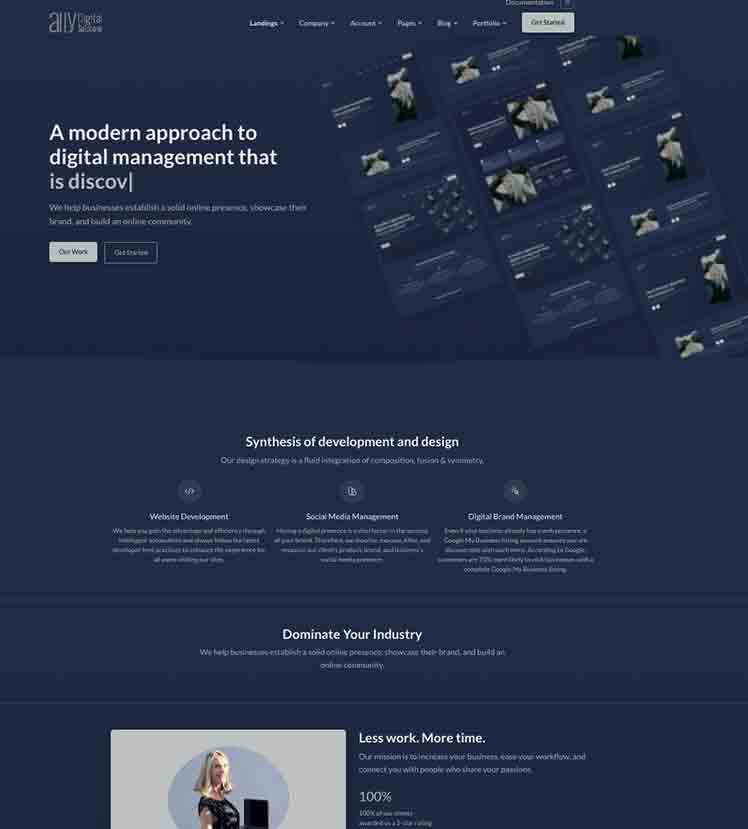 Documentation
ally Digital Solutions
Landings Company Account Pages Blog Portfolio Get Started
A modern approach to
digital management that
is discov|
We help businesses establish a solid online presence, showcase their
brand, and build an online community.
Our Work Get Started
Synthesis of development and design
Our design strategy is a fluid integration of composition, fusion & symmetry.
Website Development
We help you gain the advantage and efficiency through
intelligent automation and always follow the latest
developer best practices to enhance the experience for
all users visiting our sites.
Social Media Management
Having a digital presence is a vital factor in the success
of your brand. Therefore, we monitor, execute, filter, and
measure our client's product, brand, and business's
social media presence.
Digital Brand Management
Even if your business already has a web presence, a
Google My Business listing account ensures you are
discoverable and reach more. According to Google,
customers are 70% more likely to visit businesses with a
complete Google My Business listing.
Dominate Your Industry
We help businesses establish a solid online presence, showcase their brand, and build an
online community.
Less work. More time.
Our mission is to increase your business, ease your workflow, and
connect you with people who share your passions.
100%
100% of our clients
awarded us a 5-star rating